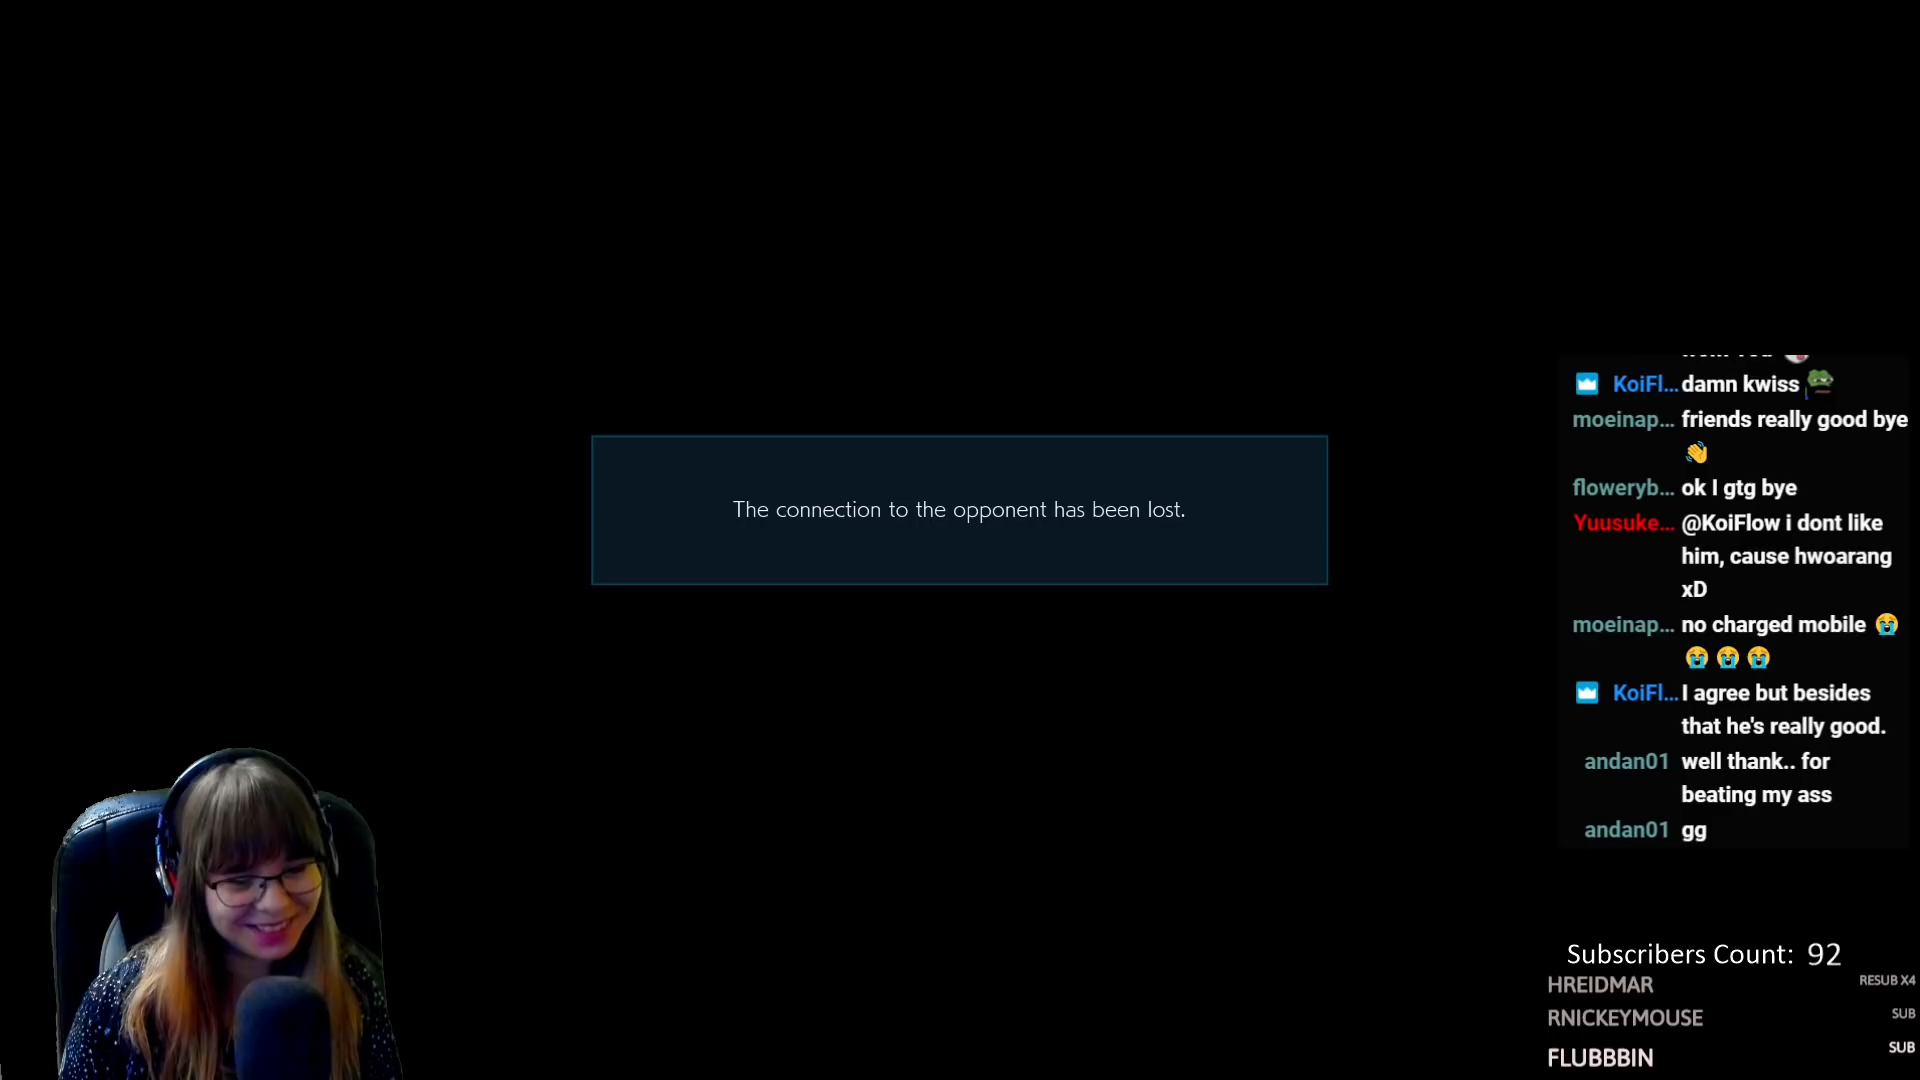 The connection to the opponent has been lost.
KoiFl... damn kwiss
moeinap... friends really good bye
👋
floweryb... ok I gtg bye
Yuusuke... @KoiFlow i dont like
him, cause hwoarang
xD
moeinap... no charged mobile 😭
😭 😭 😭
KoiFl... I agree but besides
that he's really good.
andan01 well thank.. for
beating my ass
andan01 gg
Subscribers Count: 92
HREIDMAR RESUB X4
RNICKEYMOUSE SUB
FLUBBBIN SUB